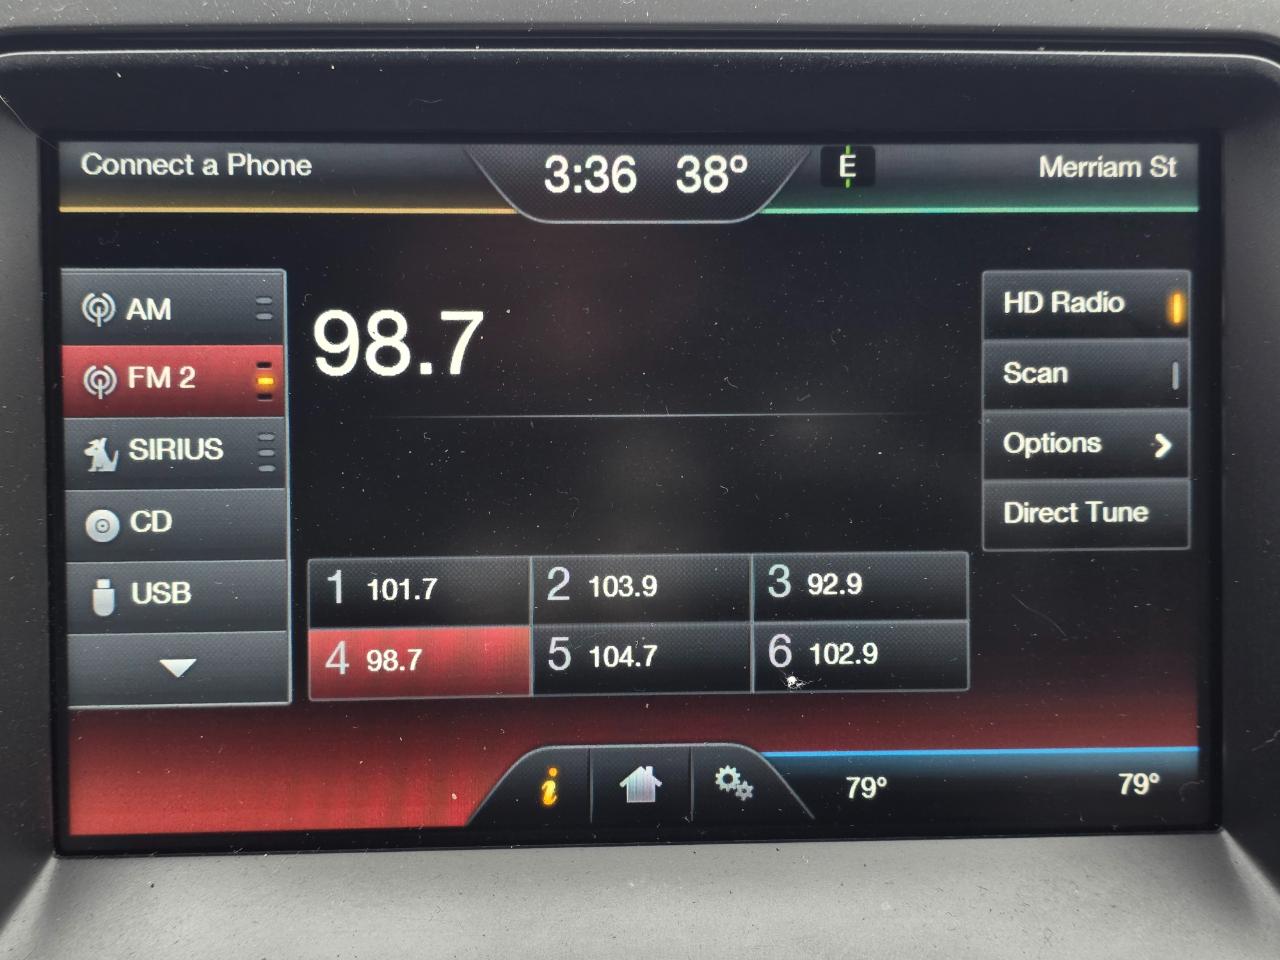 Connect a Phone
3:36 38°
E
Merriam St
AM
FM 2
SIRIUS
CD
USB
98.7
HD Radio
Scan
Options
Direct Tune
1 101.7
2 103.9
3 92.9
4 98.7
5 104.7
6 102.9
i
79°
79°